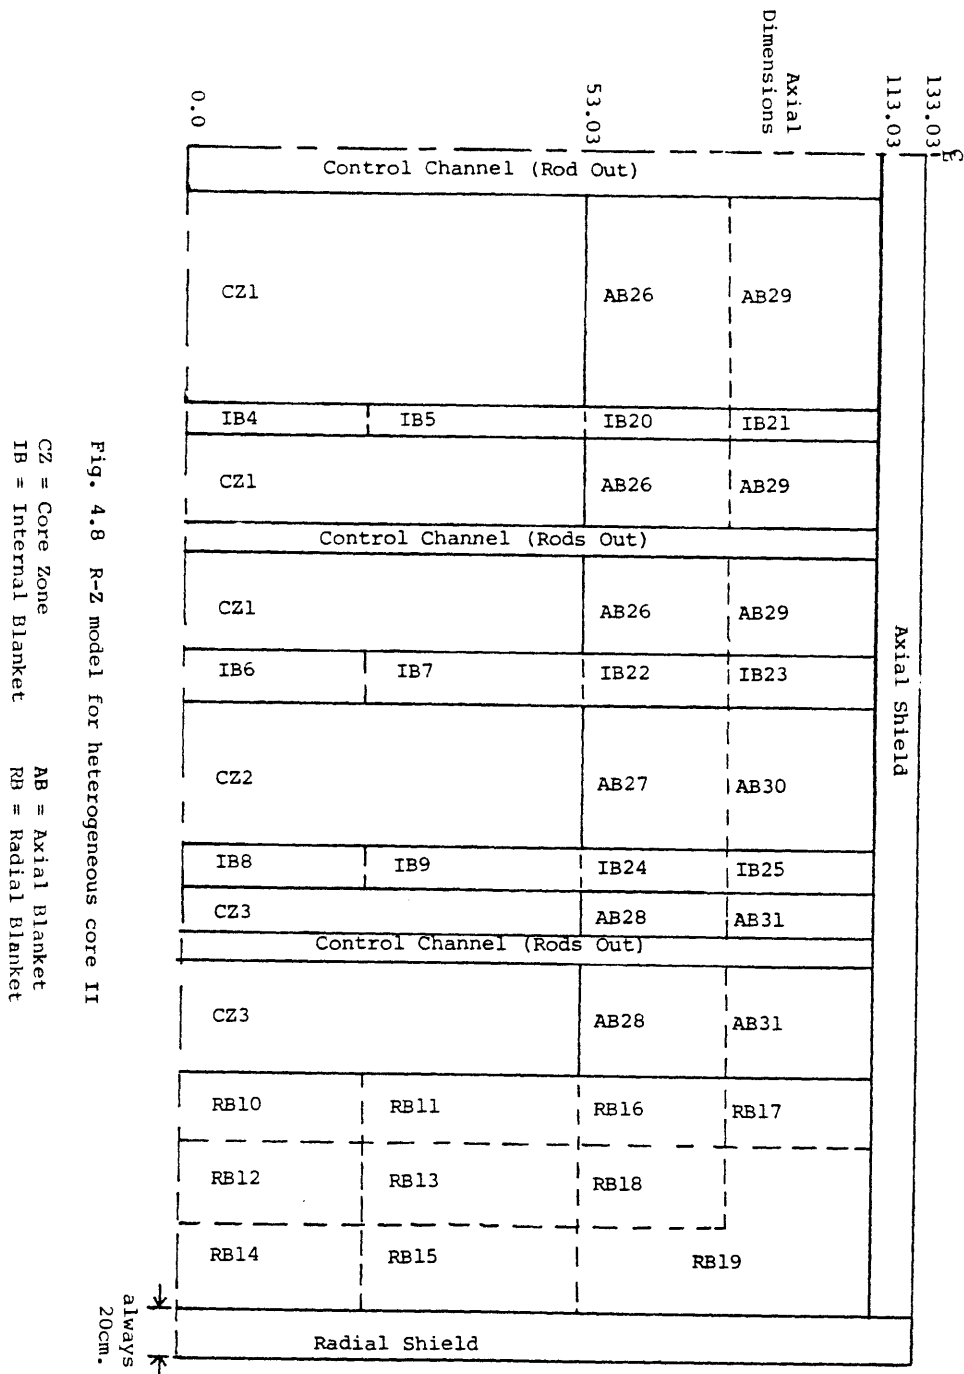 Axial
Dimensions
0.0
53.03
113.03
133.03
℄
Control Channel (Rod Out)
CZ1
AB26
AB29
IB4
IB5
IB20
IB21
CZ1
AB26
AB29
Control Channel (Rods Out)
CZ1
AB26
AB29
IB6
IB7
IB22
IB23
CZ2
AB27
AB30
IB8
IB9
IB24
IB25
CZ3
AB28
AB31
Control Channel (Rods Out)
CZ3
AB28
AB31
RB10
RB11
RB16
RB17
RB12
RB13
RB18
RB14
RB15
RB19
Radial Shield
Axial Shield
always
20cm.
Fig. 4.8 R-Z model for heterogeneous core II
CZ = Core Zone
AB = Axial Blanket
IB = Internal Blanket
RB = Radial Blanket